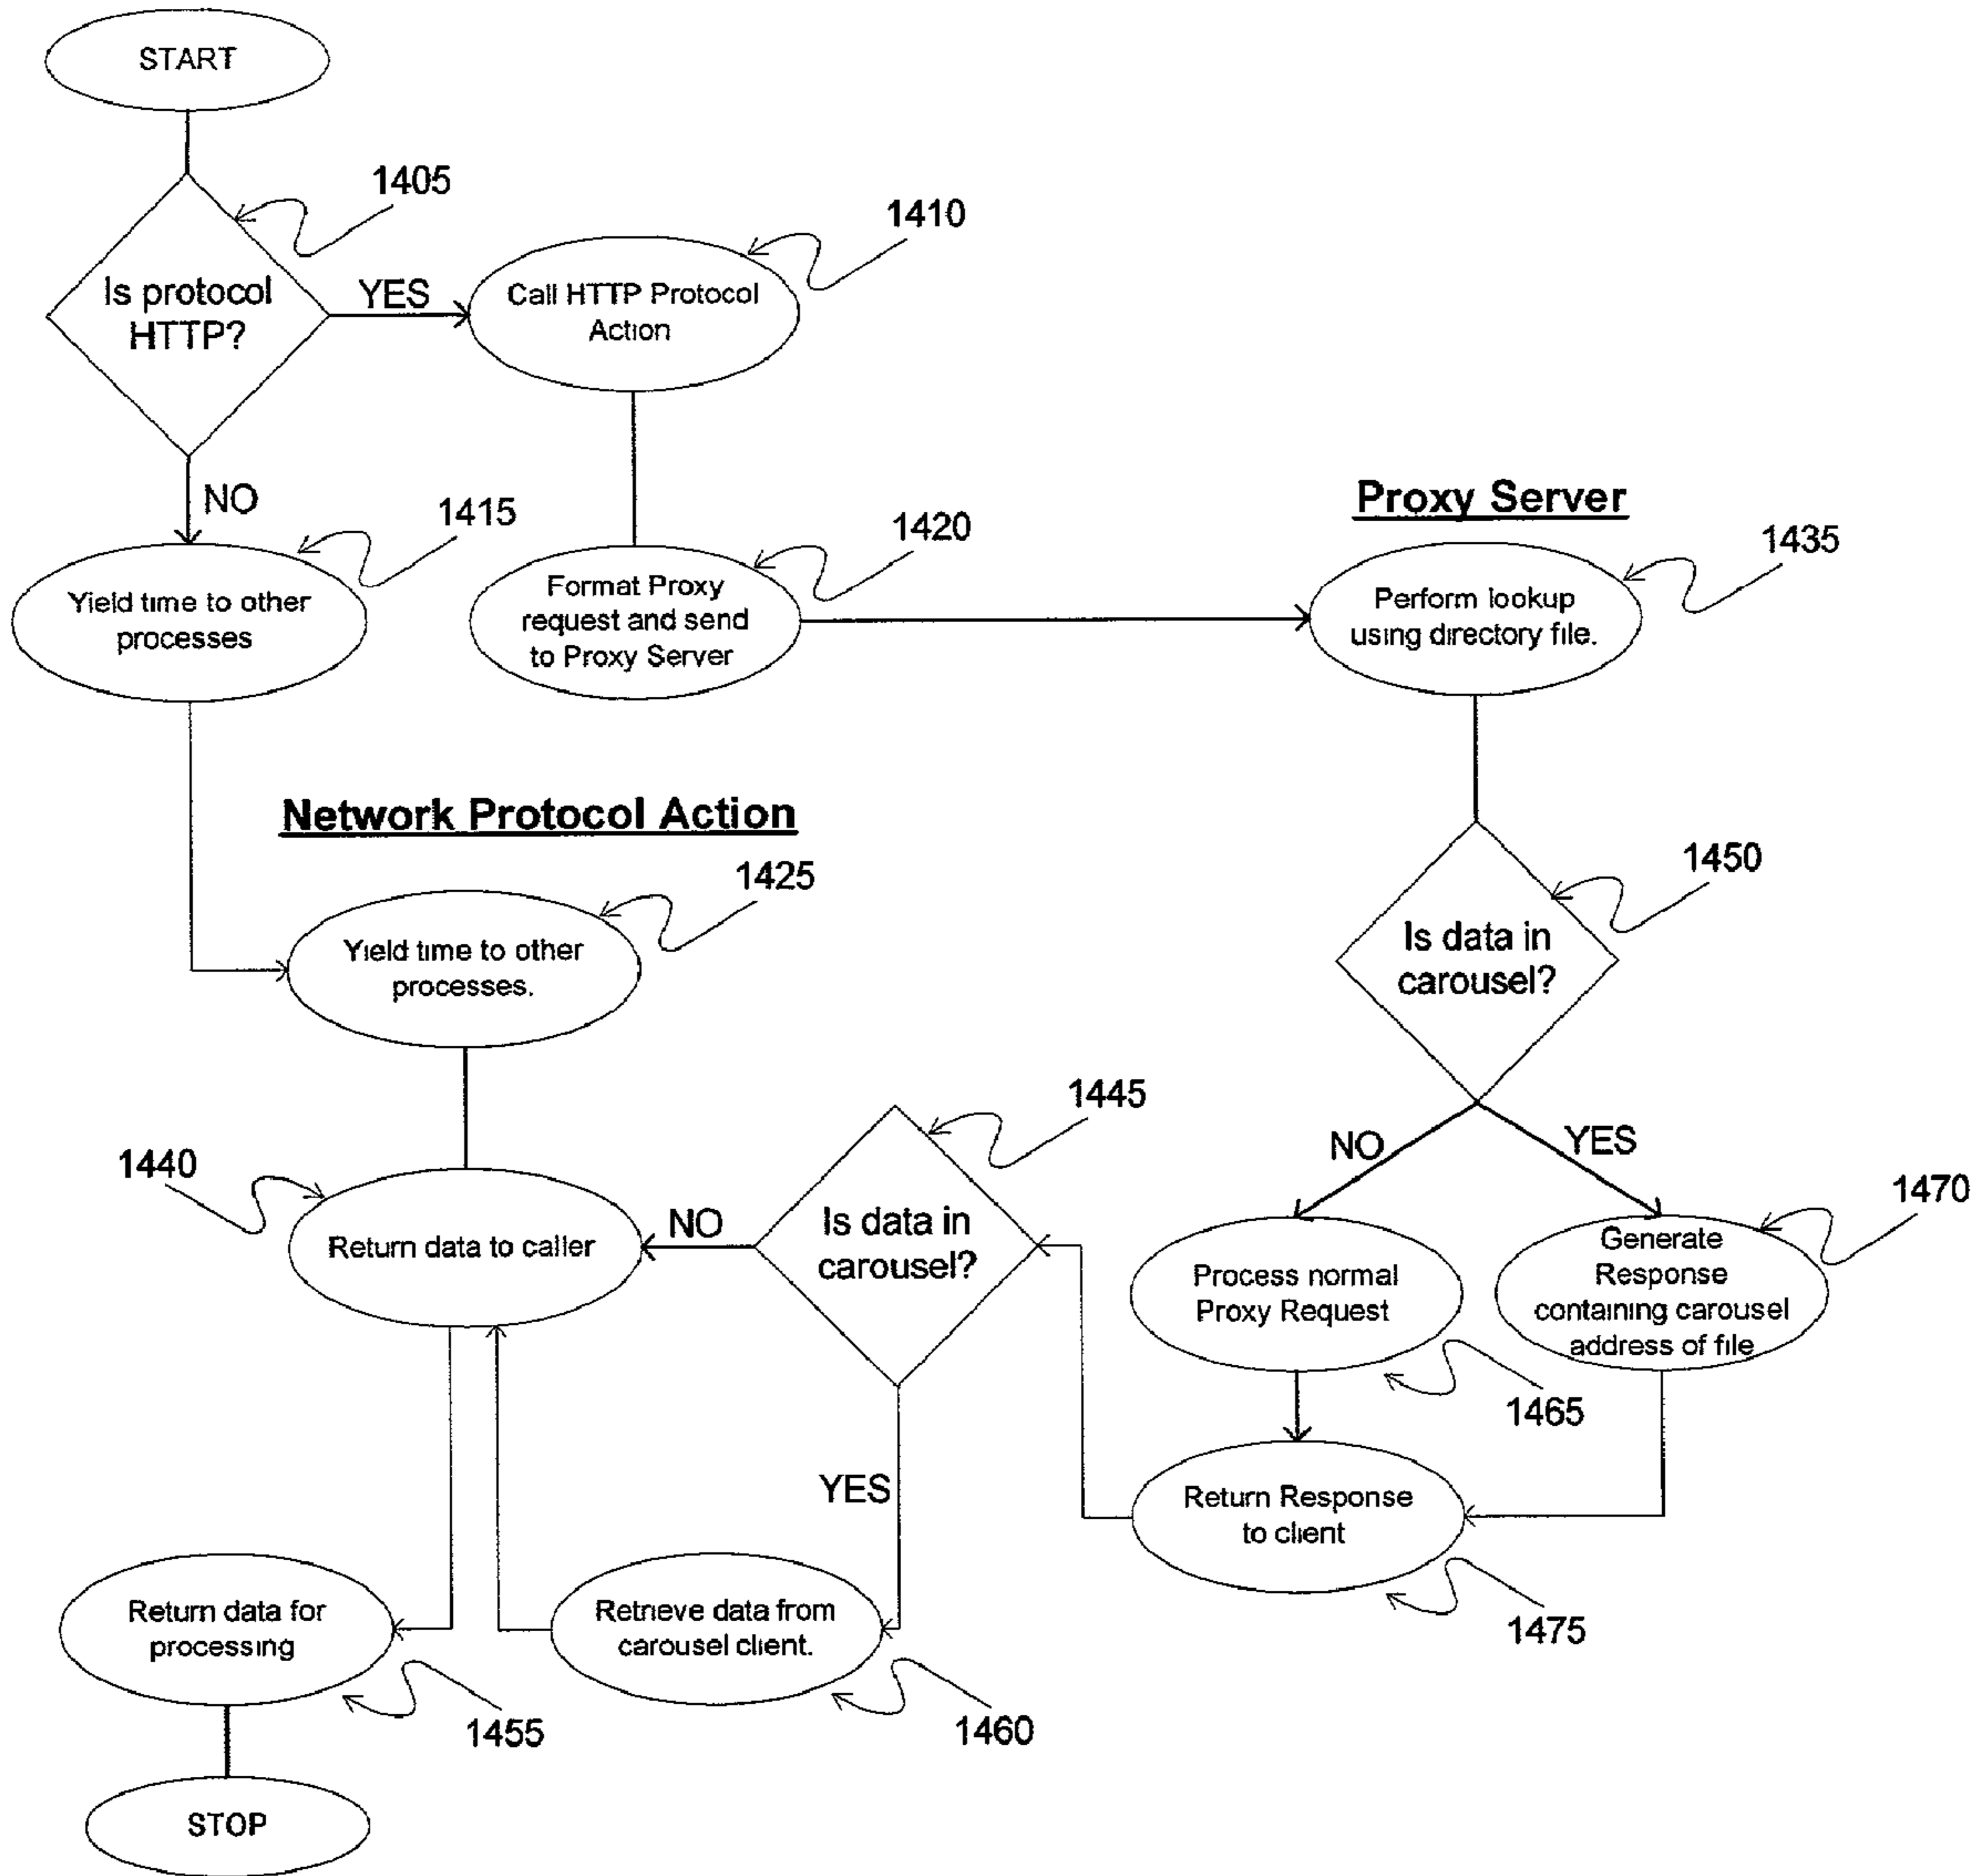 START
1405
1410
Is protocol
HTTP?
YES
Call HTTP Protocol
Action
NO
1415
1420
Proxy Server
1435
Yield time to other
processes
Format Proxy
request and send
to Proxy Server
Perform lookup
using directory file.
Network Protocol Action
1425
1450
Yield time to other
processes.
Is data in
carousel?
1440
1445
NO
YES
1470
Return data to caller
NO
Is data in
carousel?
Process normal
Proxy Request
Generate
Response
containing carousel
address of file
1465
YES
Return Response
to client
1475
Return data for
processing
Retrieve data from
carousel client.
1455
1460
STOP